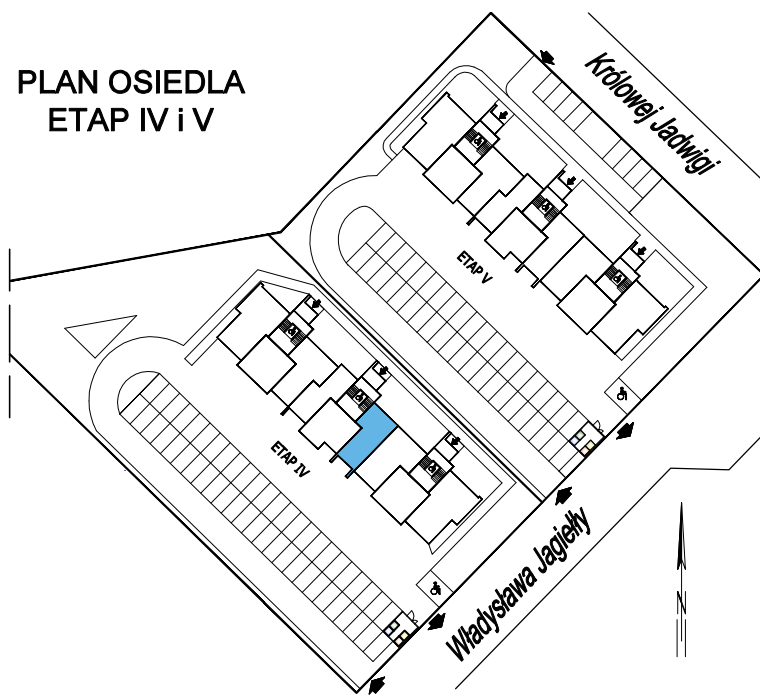 PLAN OSIEDLA
ETAP IV i V
Królowej Jadwigi
ETAP V
ETAP IV
Władysława Jagiełły
N